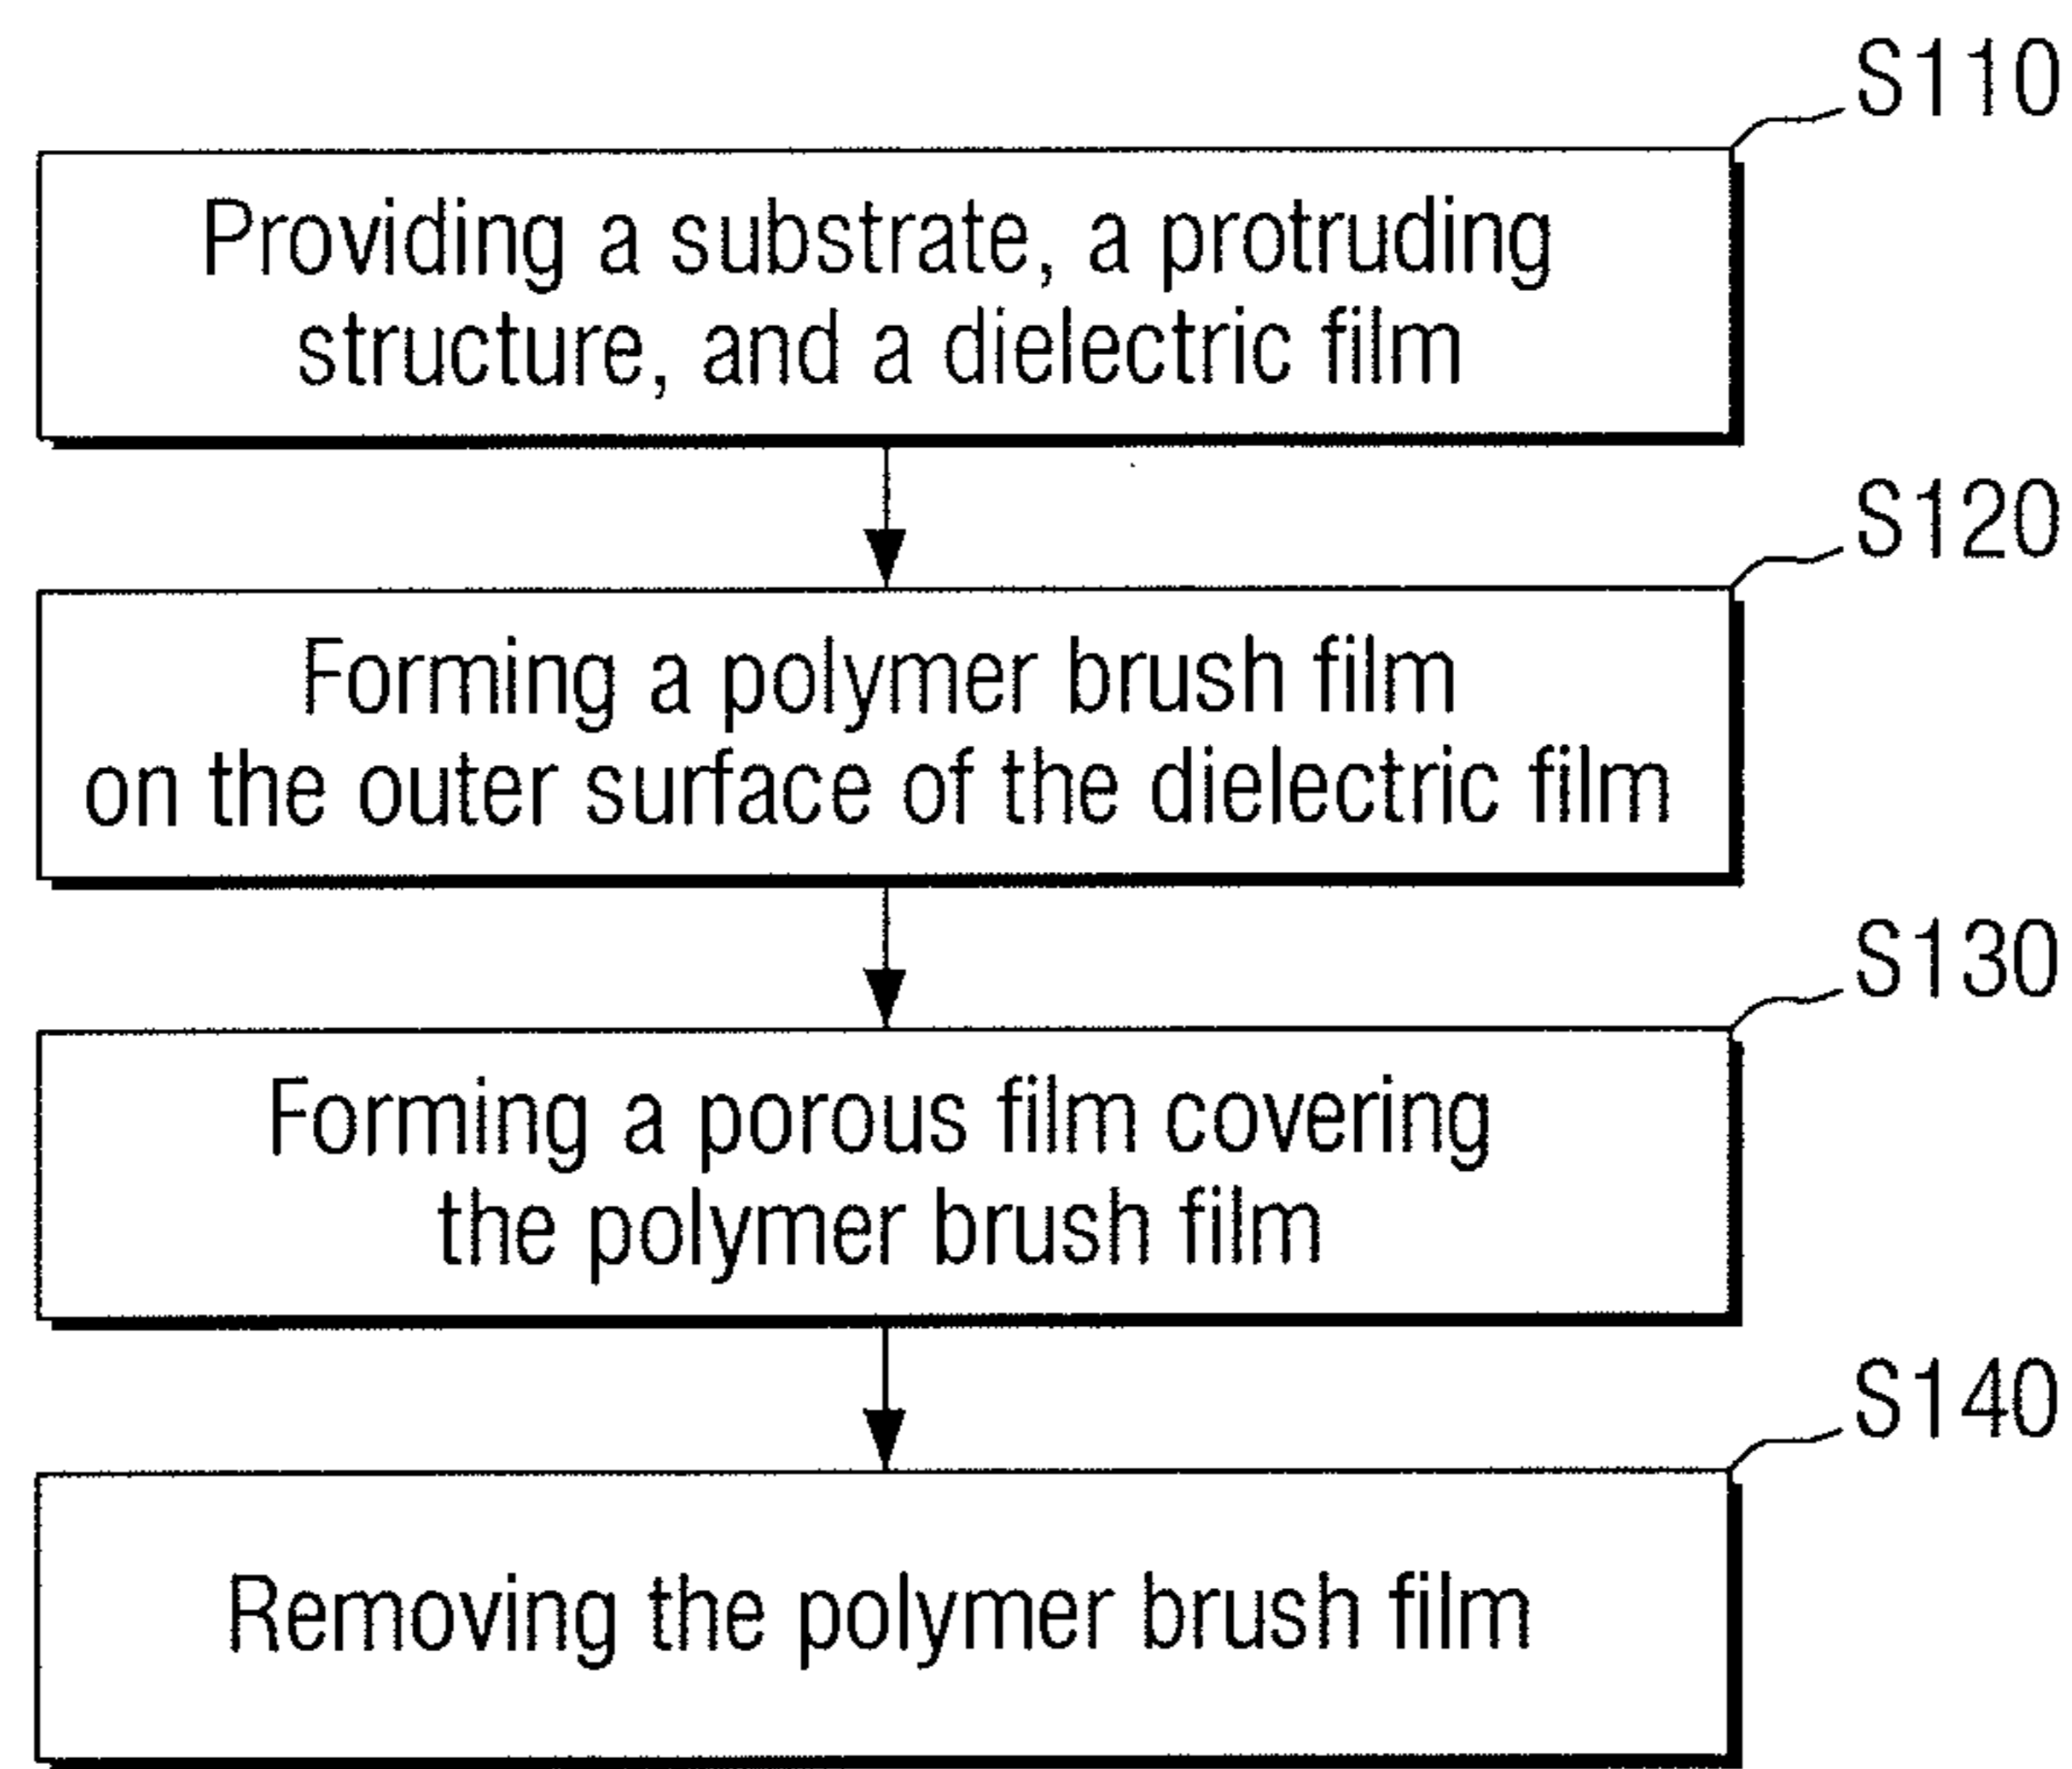 S110
Providing a substrate, a protruding
structure, and a dielectric film
S120
Forming a polymer brush film
on the outer surface of the dielectric film
S130
Forming a porous film covering
the polymer brush film
S140
Removing the polymer brush film